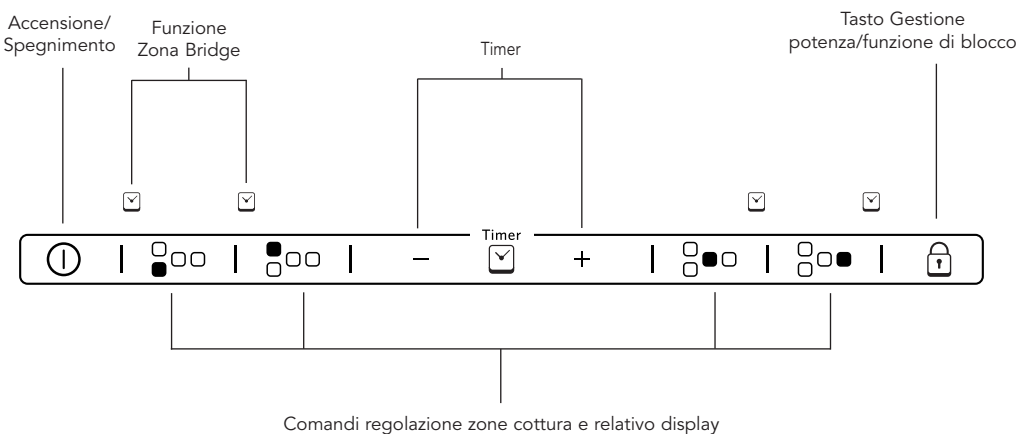 Accensione/
Spegnimento
Funzione
Zona Bridge
Timer
Tasto Gestione
potenza/funzione di blocco
Timer
Comandi regolazione zone cottura e relativo display